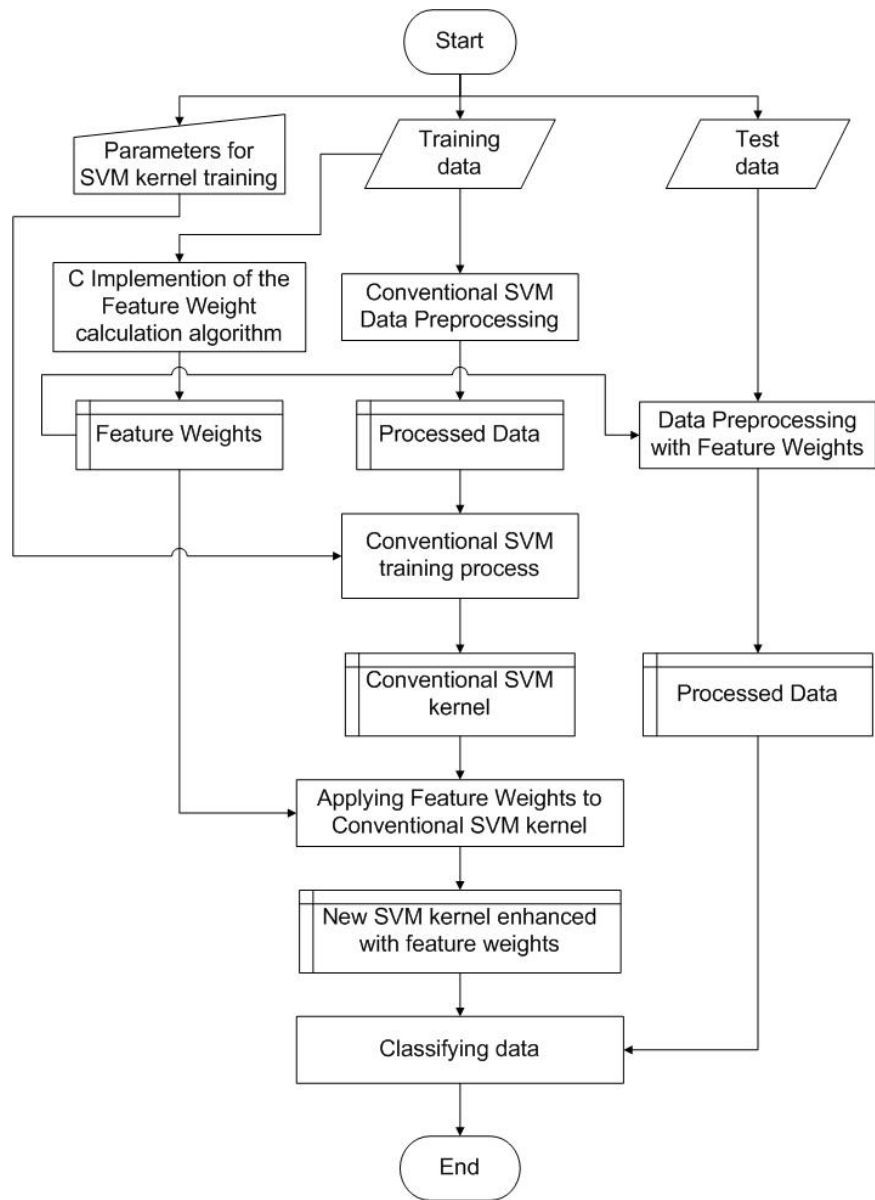 Start
Parameters for
SVM kernel training
Training
data
Test
data
C Implemention of the
Feature Weight
calculation algorithm
Conventional SVM
Data Preprocessing
Feature Weights
Processed Data
Data Preprocessing
with Feature Weights
Conventional SVM
training process
Conventional SVM
kernel
Processed Data
Applying Feature Weights to
Conventional SVM kernel
New SVM kernel enhanced
with feature weights
Classifying data
End